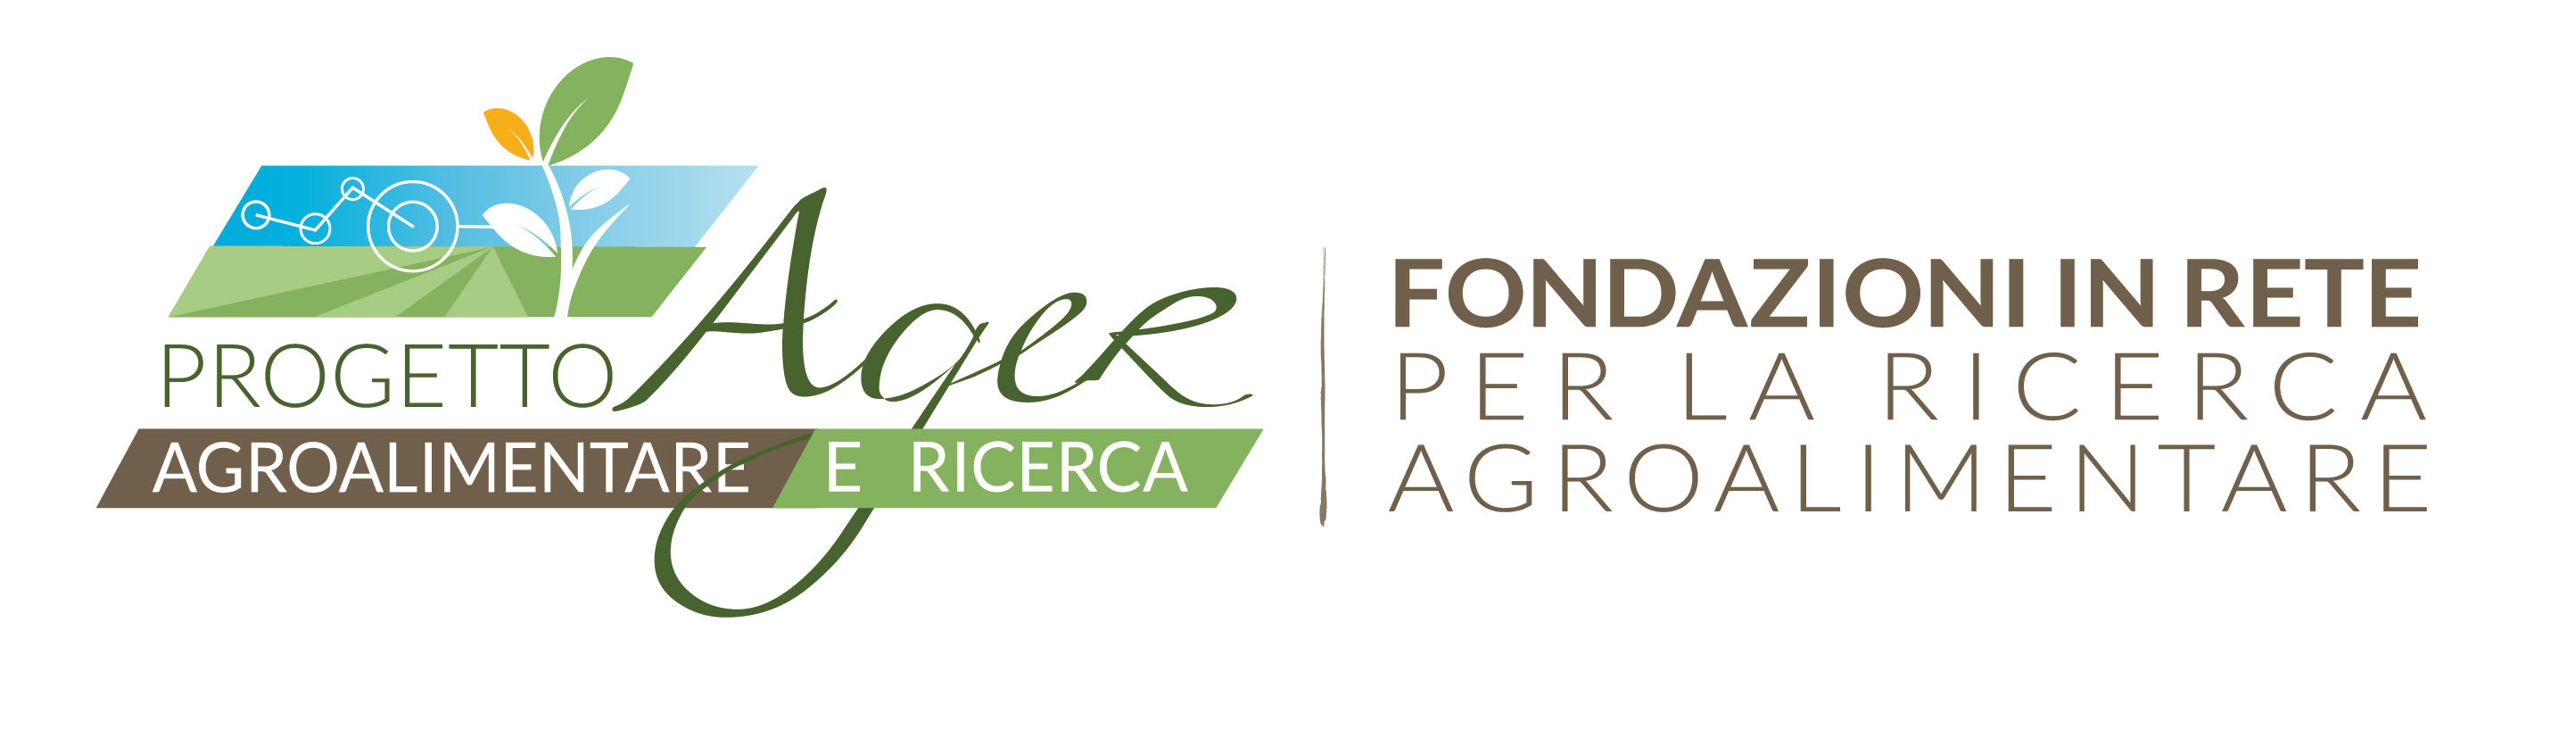 PROGETTO Ager
AGROALIMENTARE E RICERCA
FONDAZIONI IN RETE
PER LA RICERCA
AGROALIMENTARE